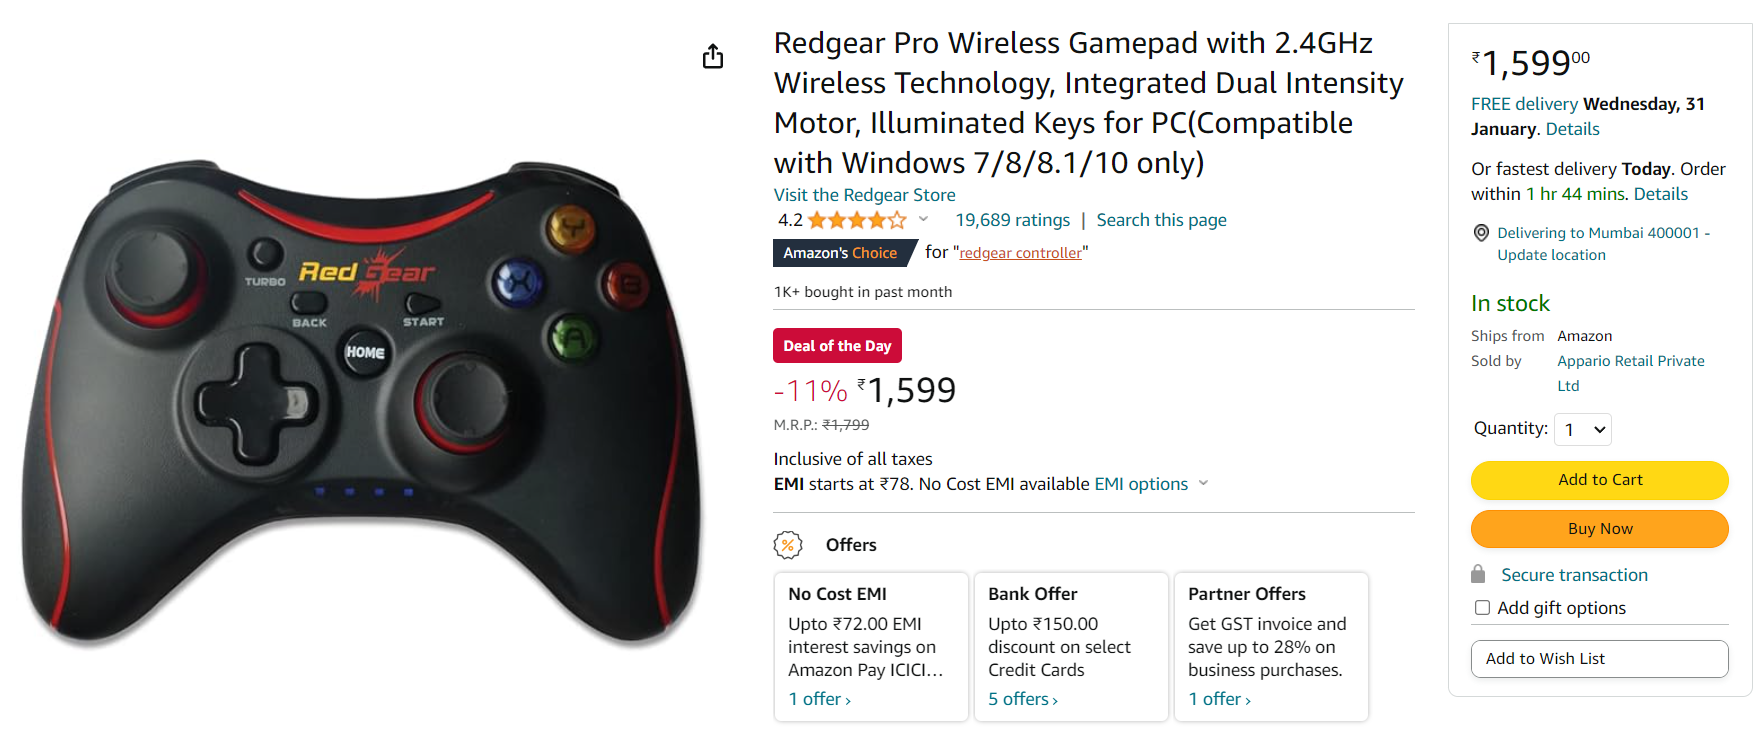 Redgear Pro Wireless Gamepad with 2.4GHz
Wireless Technology, Integrated Dual Intensity
Motor, Illuminated Keys for PC(Compatible
with Windows 7/8/8.1/10 only)
Visit the Redgear Store
4.2
19,689 ratings | Search this page
Amazon's Choice for "redgear controller"
1K+ bought in past month
Deal of the Day
-11% ₹1,599
M.R.P.: ₹1,799
Inclusive of all taxes
EMI starts at ₹78. No Cost EMI available EMI options
Offers
No Cost EMI
Upto ₹72.00 EMI
interest savings on
Amazon Pay ICICI…
1 offer ›
Bank Offer
Upto ₹150.00
discount on select
Credit Cards
5 offers ›
Partner Offers
Get GST invoice and
save up to 28% on
business purchases.
1 offer ›
₹1,59900
FREE delivery Wednesday, 31
January. Details
Or fastest delivery Today. Order
within 1 hr 44 mins. Details
Delivering to Mumbai 400001 -
Update location
In stock
Ships from Amazon
Sold by Appario Retail Private
Ltd
Quantity: 1
Add to Cart
Buy Now
Secure transaction
Add gift options
Add to Wish List
TURBO
Red Gear
BACK
START
HOME
Y
X
B
A